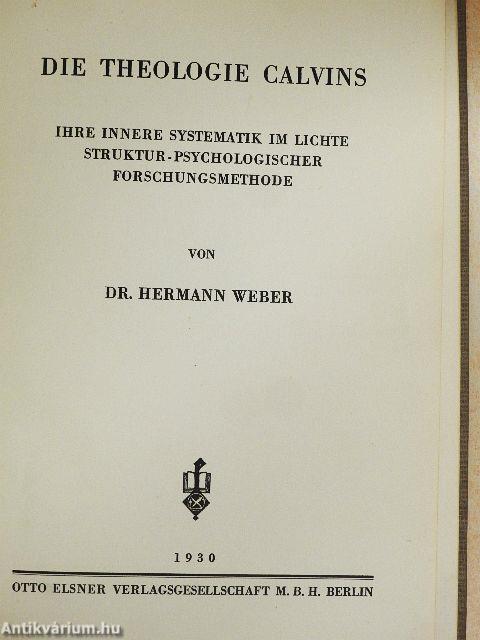 DIE THEOLOGIE CALVINS
IHRE INNERE SYSTEMATIK IM LICHTE
STRUKTUR-PSYCHOLOGISCHER
FORSCHUNGSMETHODE
VON
DR. HERMANN WEBER
1930
OTTO ELSNER VERLAGSGESELLSCHAFT M. B. H. BERLIN
Antikvárium.hu